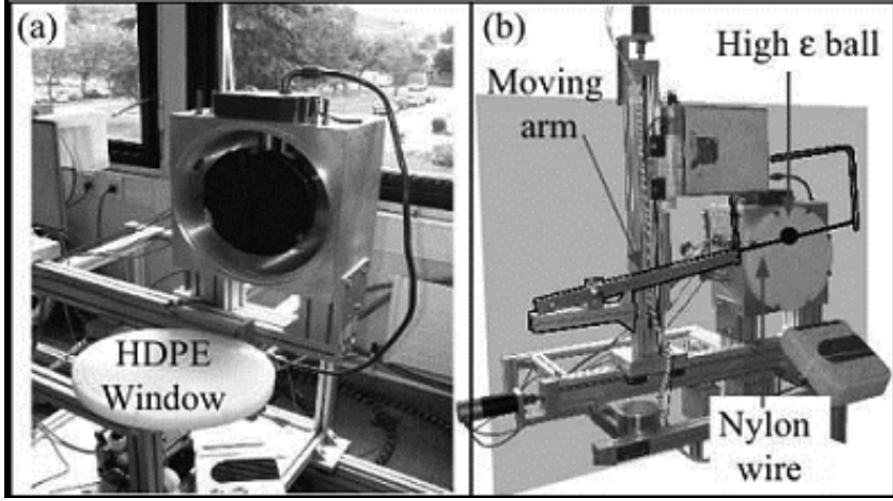 (a)
HDPE
Window
(b)
High ε ball
Moving
arm
Nylon
wire